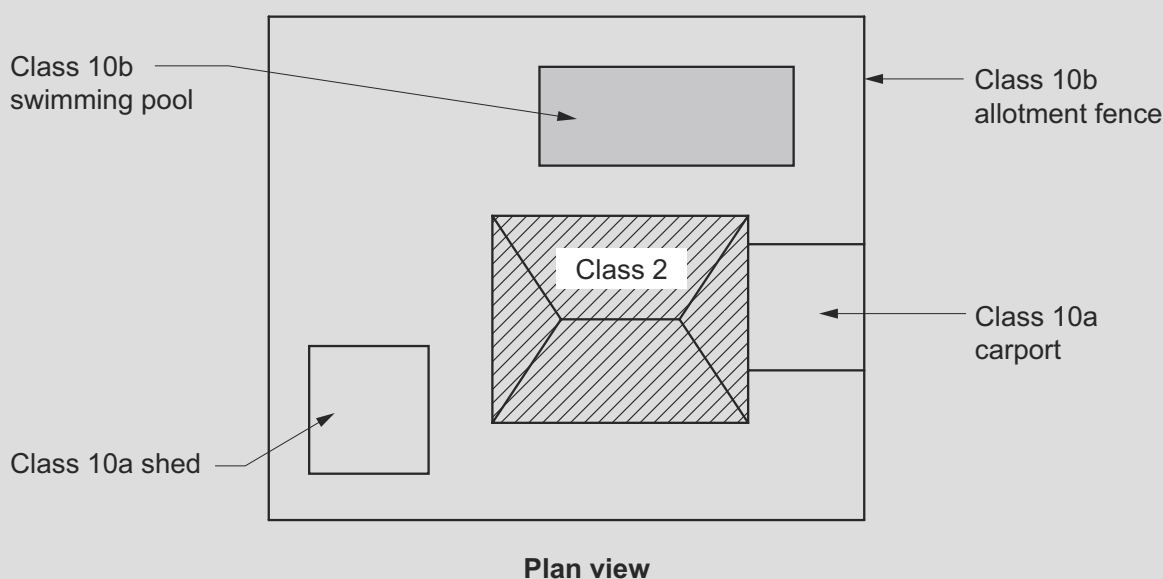 Class 10b
swimming pool
Class 10b
allotment fence
Class 2
Class 10a
carport
Class 10a shed
Plan view